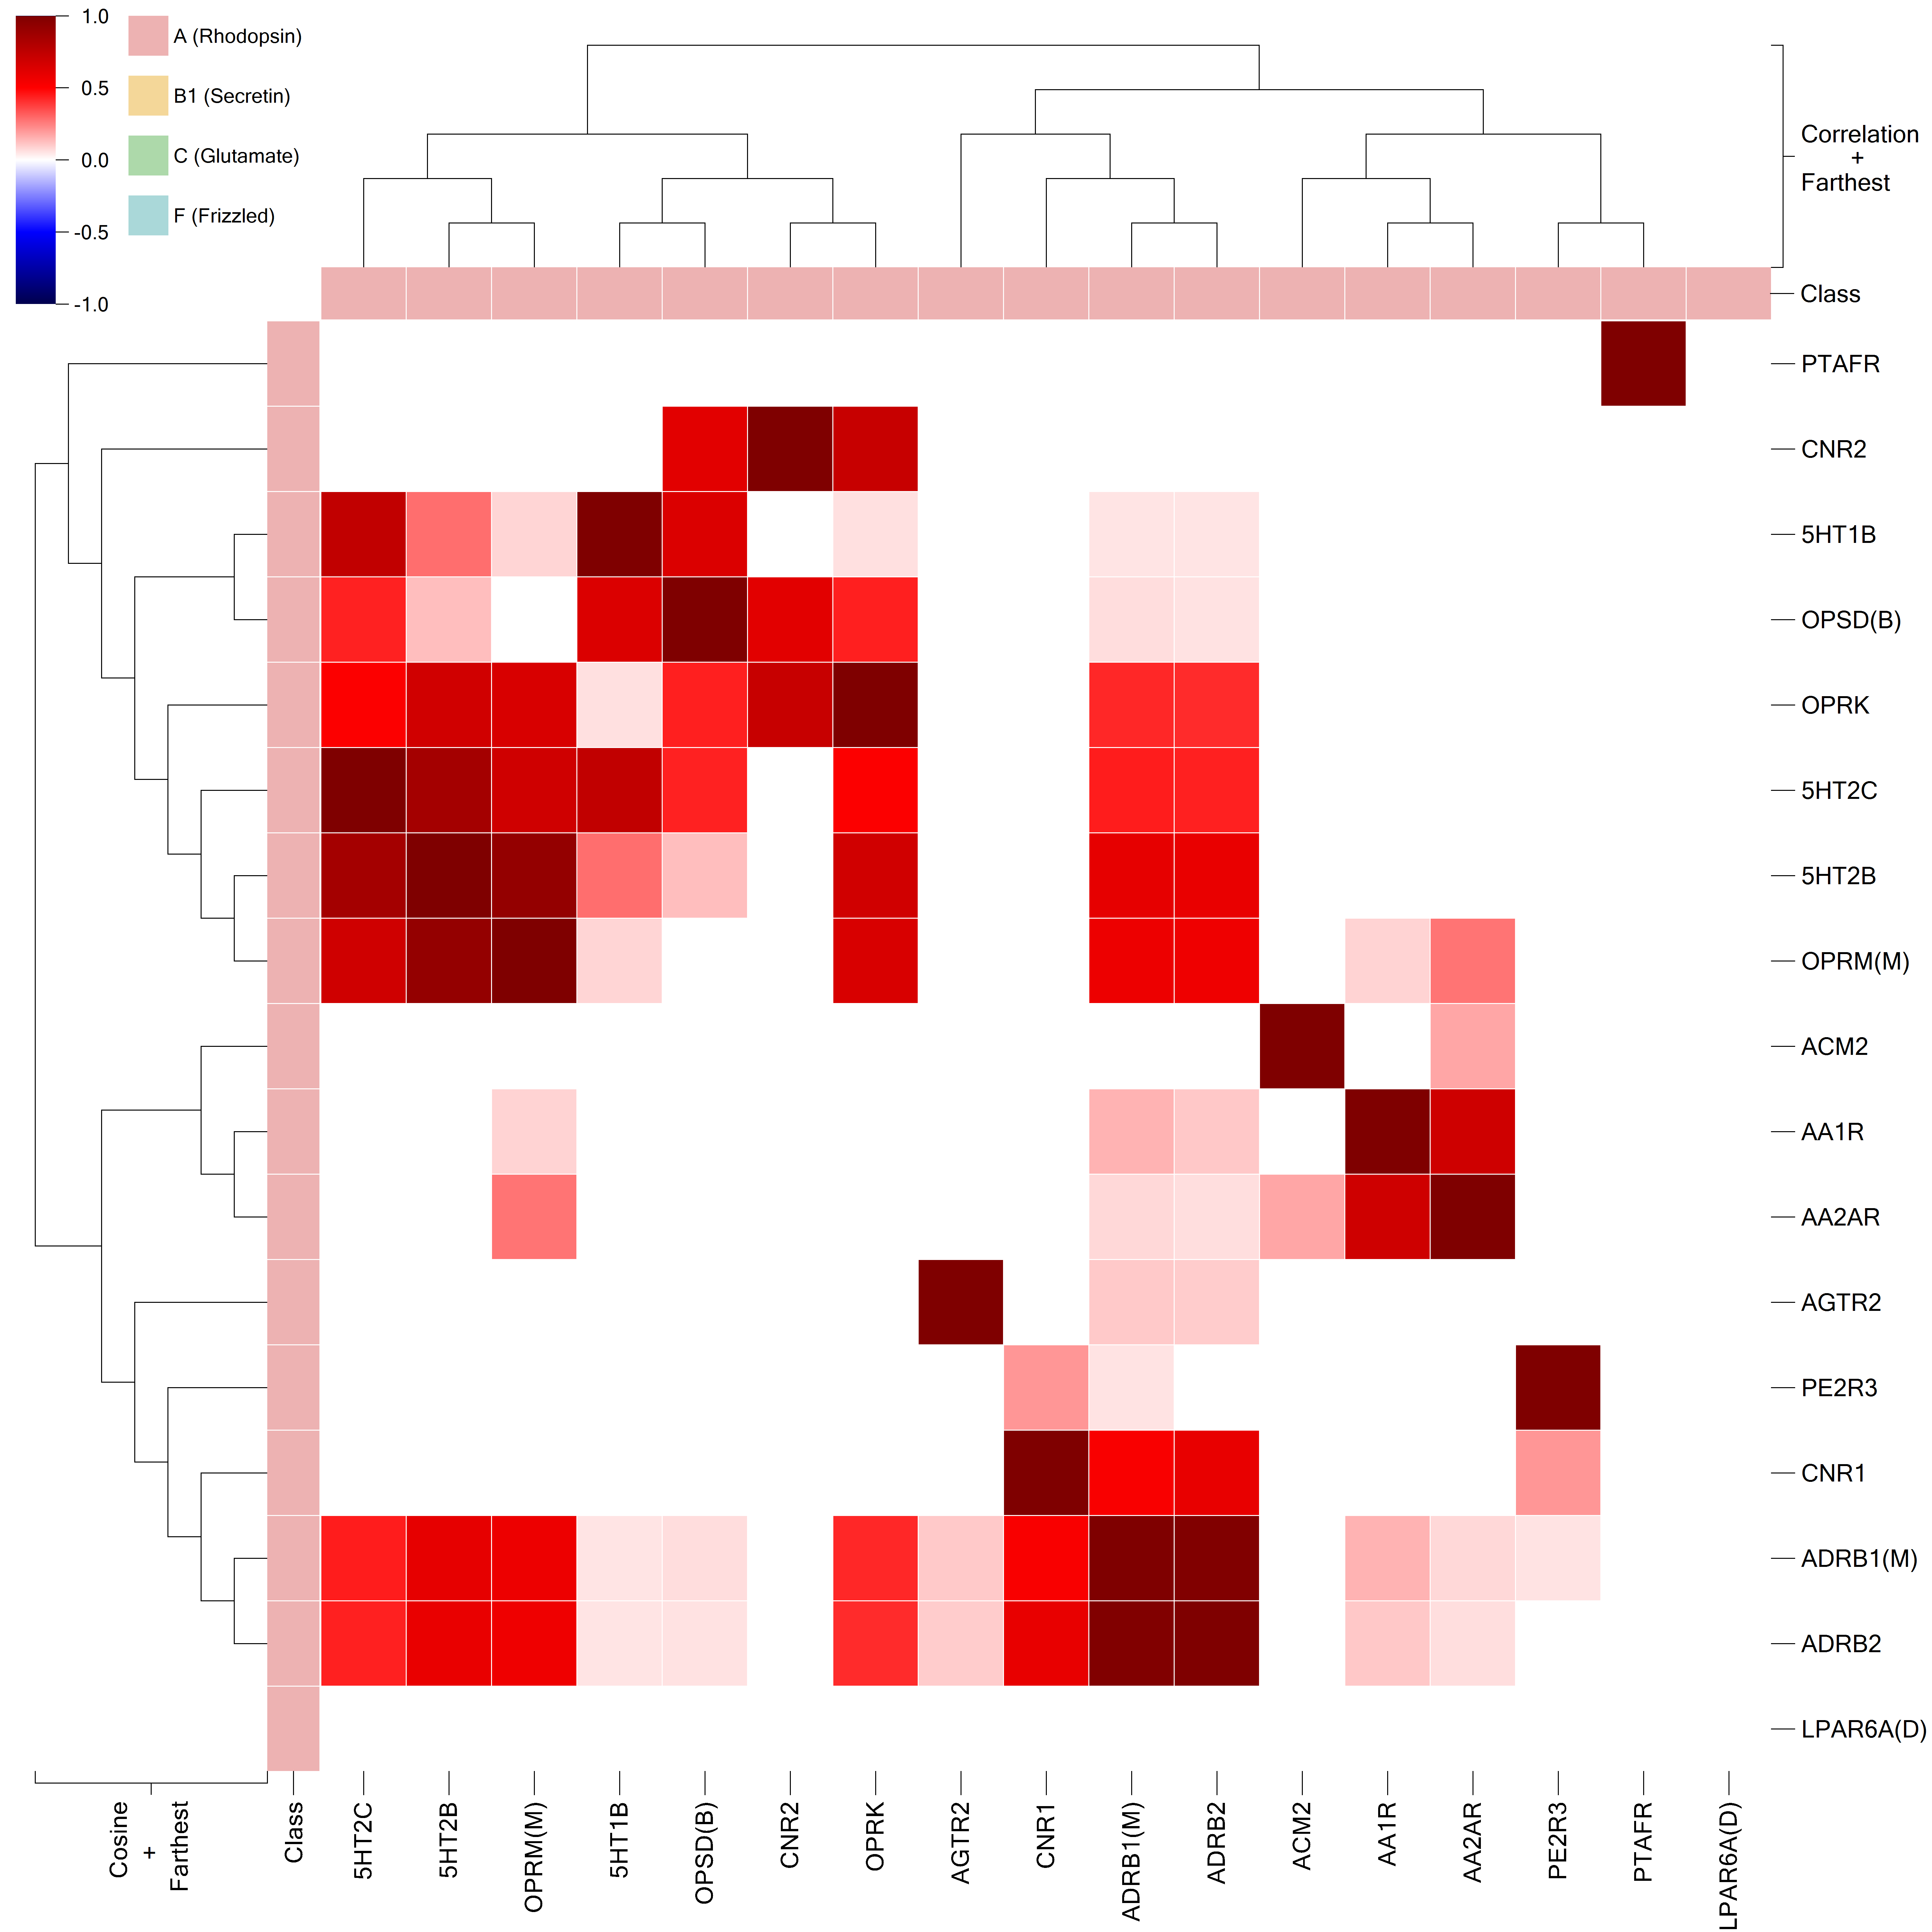 1.0
0.5
0.0
-0.5
-1.0
A (Rhodopsin)
B1 (Secretin)
C (Glutamate)
F (Frizzled)
Correlation
+
Farthest
Class
PTAFR
CNR2
5HT1B
OPSD(B)
OPRK
5HT2C
5HT2B
OPRM(M)
ACM2
AA1R
AA2AR
AGTR2
PE2R3
CNR1
ADRB1(M)
ADRB2
LPAR6A(D)
Cosine
+
Farthest
Class
5HT2C
5HT2B
OPRM(M)
5HT1B
OPSD(B)
CNR2
OPRK
AGTR2
CNR1
ADRB1(M)
ADRB2
ACM2
AA1R
AA2AR
PE2R3
PTAFR
LPAR6A(D)